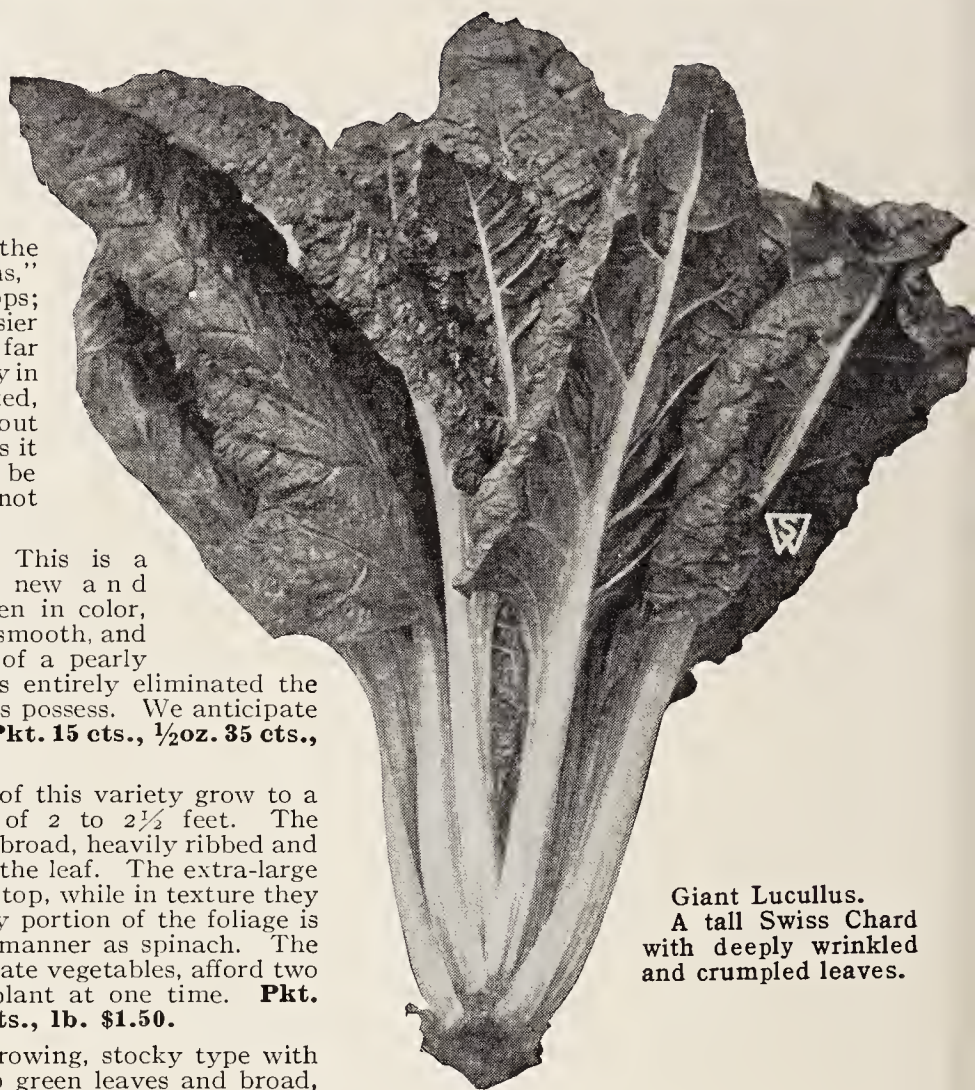 the
ns,"
ops;
sier
far
y in
ted,
out
s it
be
not
This is a
new and
en in color,
smooth, and
of a pearly
s entirely eliminated the
s possess. We anticipate
Pkt. 15 cts., ½oz. 35 cts.,
of this variety grow to a
of 2 to 2½ feet. The
broad, heavily ribbed and
the leaf. The extra-large
top, while in texture they
y portion of the foliage is
manner as spinach. The
ate vegetables, afford two
plant at one time. Pkt.
ts., lb. $1.50.
rowing, stocky type with
p green leaves and broad,
SW
Giant Lucullus.
A tall Swiss Chard
with deeply wrinkled
and crumpled leaves.